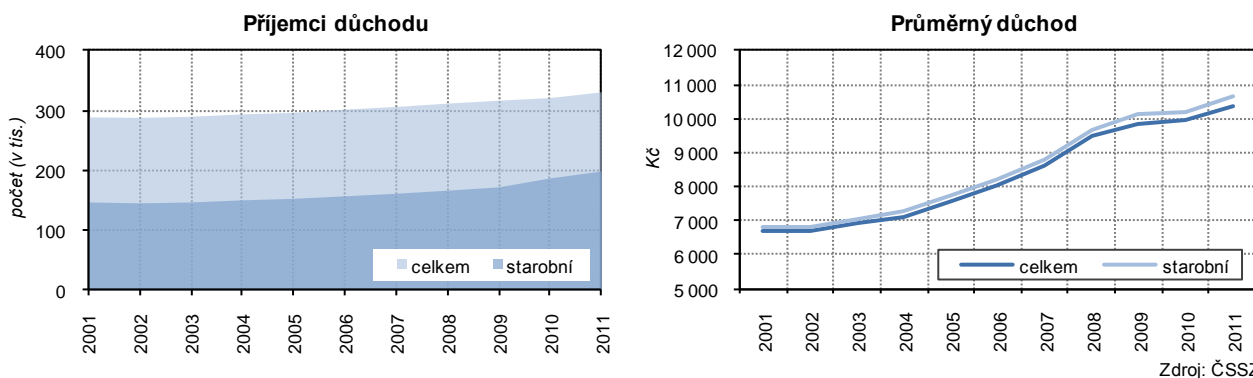 Příjemci důchodu
400
300
200
100
0
počet (v tis.)
celkem starobní
2001 2002 2003 2004 2005 2006 2007 2008 2009 2010 2011
Průměrný důchod
12 000
11 000
10 000
9 000
8 000
7 000
6 000
5 000
Kč
celkem starobní
2001 2002 2003 2004 2005 2006 2007 2008 2009 2010 2011
Zdroj: ČSSZ